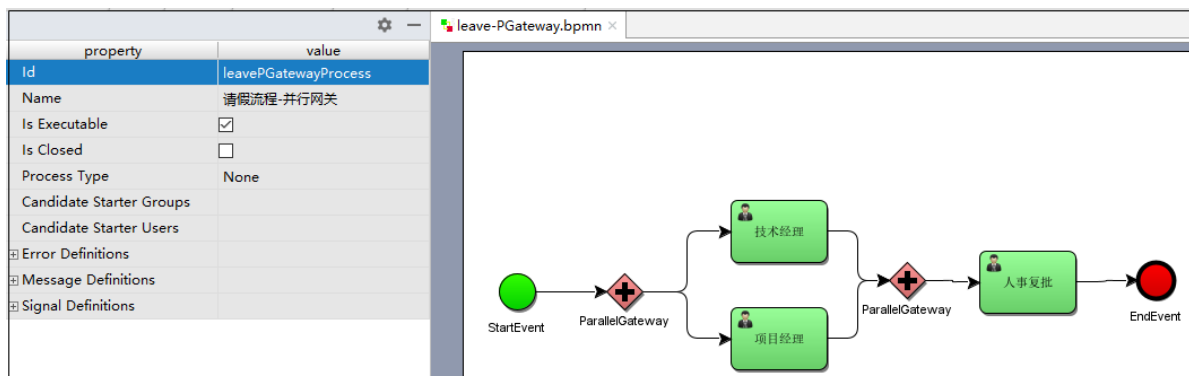 leave-PGateway.bpmn
property value
Id leavePGatewayProcess
Name 请假流程-并行网关
Is Executable
Is Closed
Process Type None
Candidate Starter Groups
Candidate Starter Users
Error Definitions
Message Definitions
Signal Definitions
StartEvent
ParallelGateway
技术经理
项目经理
ParallelGateway
人事复批
EndEvent